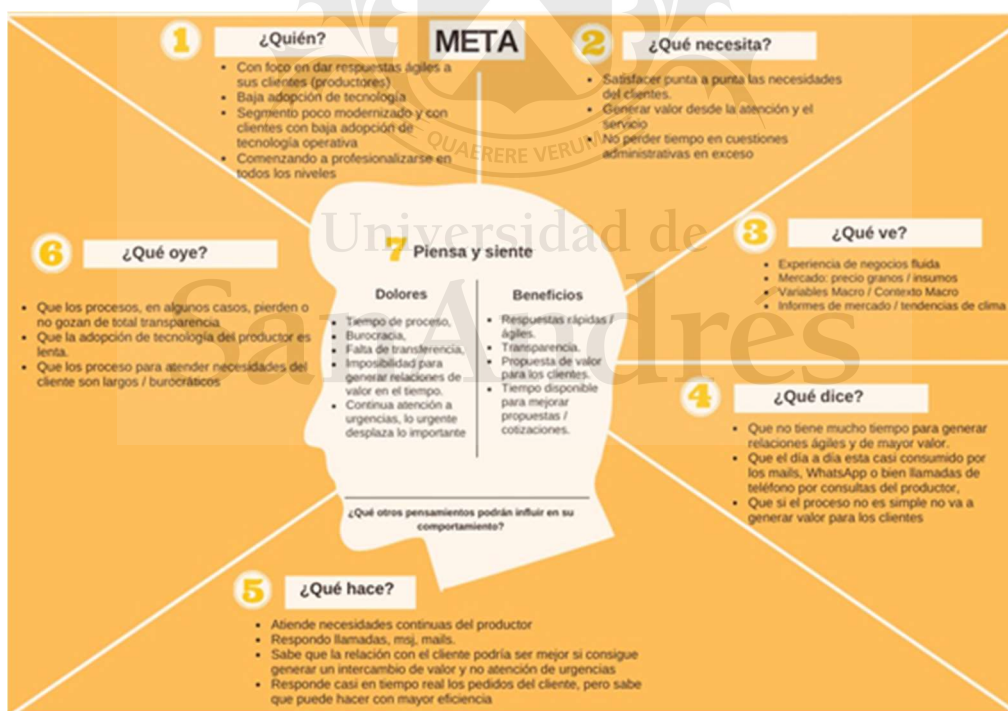 META
1
¿Quién?
Con foco en dar respuestas ágiles a
sus clientes (productores)
Baja adopción de tecnología
Segmento poco modernizado y con
clientes con baja adopción de
tecnología operativa
Comenzando a profesionalizarse en
todos los niveles
2
¿Qué necesita?
Satisfacer punta a punta las necesidades
del clientes.
Generar valor desde la atención y el
servicio
No perder tiempo en cuestiones
administrativas en exceso
3
¿Qué ve?
Experiencia de negocios fluida
Mercado: precio granos / insumos
Variables Macro / Contexto Macro
Informes de mercado / tendencias de clima
4
¿Qué dice?
Que no tiene mucho tiempo para generar
relaciones ágiles y de mayor valor.
Que el día a día esta casi consumido por
los mails, WhatsApp o bien llamadas de
teléfono por consultas del productor,
Que si el proceso no es simple no va a
generar valor para los clientes
5
¿Qué hace?
Atiende necesidades continuas del productor
Respondo llamadas, msj, mails.
Sabe que la relación con el cliente podría ser mejor si consigue
generar un intercambio de valor y no atención de urgencias
Responde casi en tiempo real los pedidos del cliente, pero sabe
que puede hacer con mayor eficiencia
6
¿Qué oye?
Que los procesos, en algunos casos, pierden o
no gozan de total transparencia
Que la adopción de tecnología del productor es
lenta.
Que los proceso para atender necesidades del
cliente son largos / burocráticos
7 Piensa y siente
Dolores
Tiempo de proceso,
Burocracia,
Falta de transferencia,
Imposibilidad para
generar relaciones de
valor en el tiempo.
Continua atención a
urgencias, lo urgente
desplaza lo importante
Beneficios
Respuestas rápidas /
ágiles.
Transparencia.
Propuesta de valor
para los clientes.
Tiempo disponible
para mejorar
propuestas /
cotizaciones.
¿Qué otros pensamientos podrán influir en su
comportamiento?
QUAERERE VERUM
Universidad de
SanAndrés